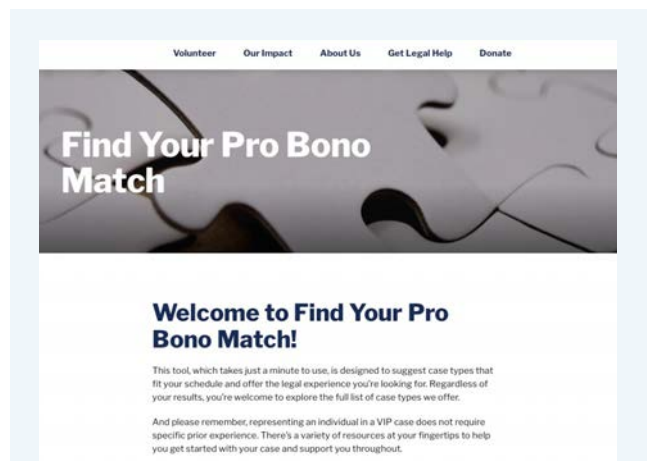 Volunteer Our Impact About Us Get Legal Help Donate
Find Your Pro Bono
Match
Welcome to Find Your Pro
Bono Match!
This tool, which takes just a minute to use, is designed to suggest case types that
fit your schedule and offer the legal experience you're looking for. Regardless of
your results, you're welcome to explore the full list of case types we offer.
And please remember, representing an individual in a VIP case does not require
specific prior experience. There's a variety of resources at your fingertips to help
you get started with your case and support you throughout.